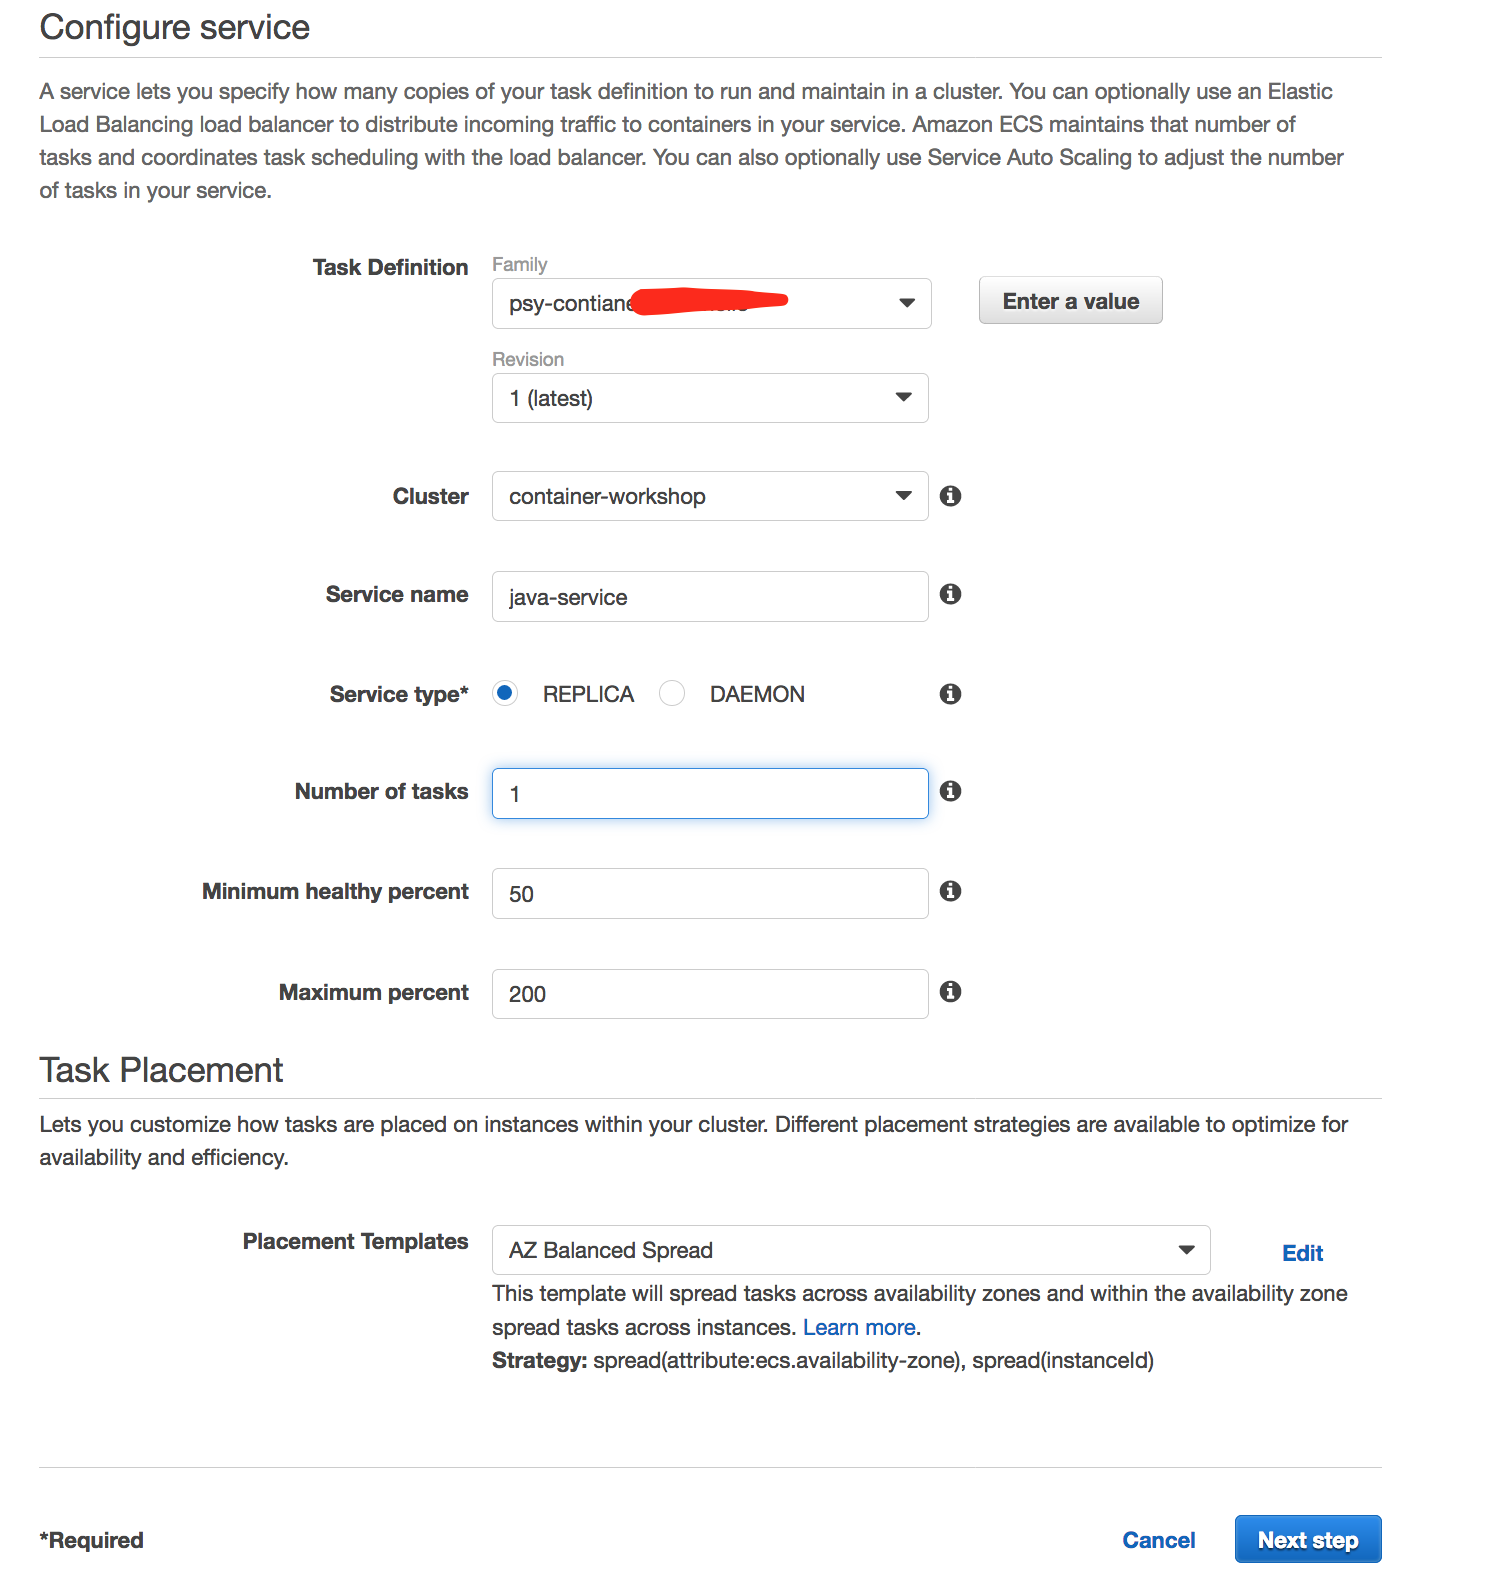 Configure service
A service lets you specify how many copies of your task definition to run and maintain in a cluster. You can optionally use an Elastic
Load Balancing load balancer to distribute incoming traffic to containers in your service. Amazon ECS maintains that number of
tasks and coordinates task scheduling with the load balancer. You can also optionally use Service Auto Scaling to adjust the number
of tasks in your service.
Task Definition
Family
psy-contiane
Enter a value
Revision
1 (latest)
Cluster
container-workshop
Service name
java-service
Service type*
REPLICA
DAEMON
Number of tasks
1
Minimum healthy percent
50
Maximum percent
200
Task Placement
Lets you customize how tasks are placed on instances within your cluster. Different placement strategies are available to optimize for
availability and efficiency.
Placement Templates
AZ Balanced Spread
Edit
This template will spread tasks across availability zones and within the availability zone
spread tasks across instances. Learn more.
Strategy: spread(attribute:ecs.availability-zone), spread(instanceId)
*Required
Cancel
Next step